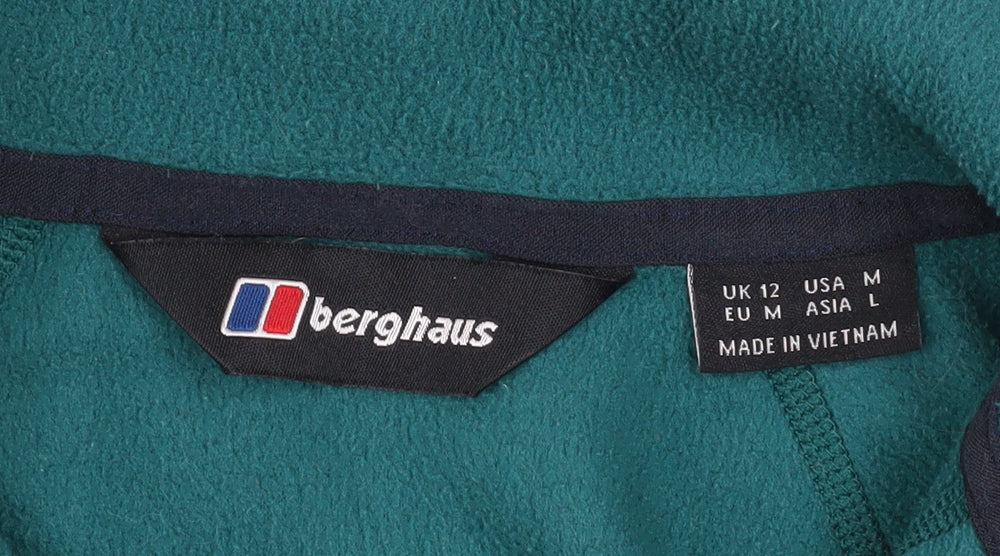 berghaus
UK 12 USA M
EU M ASIA L
MADE IN VIETNAM